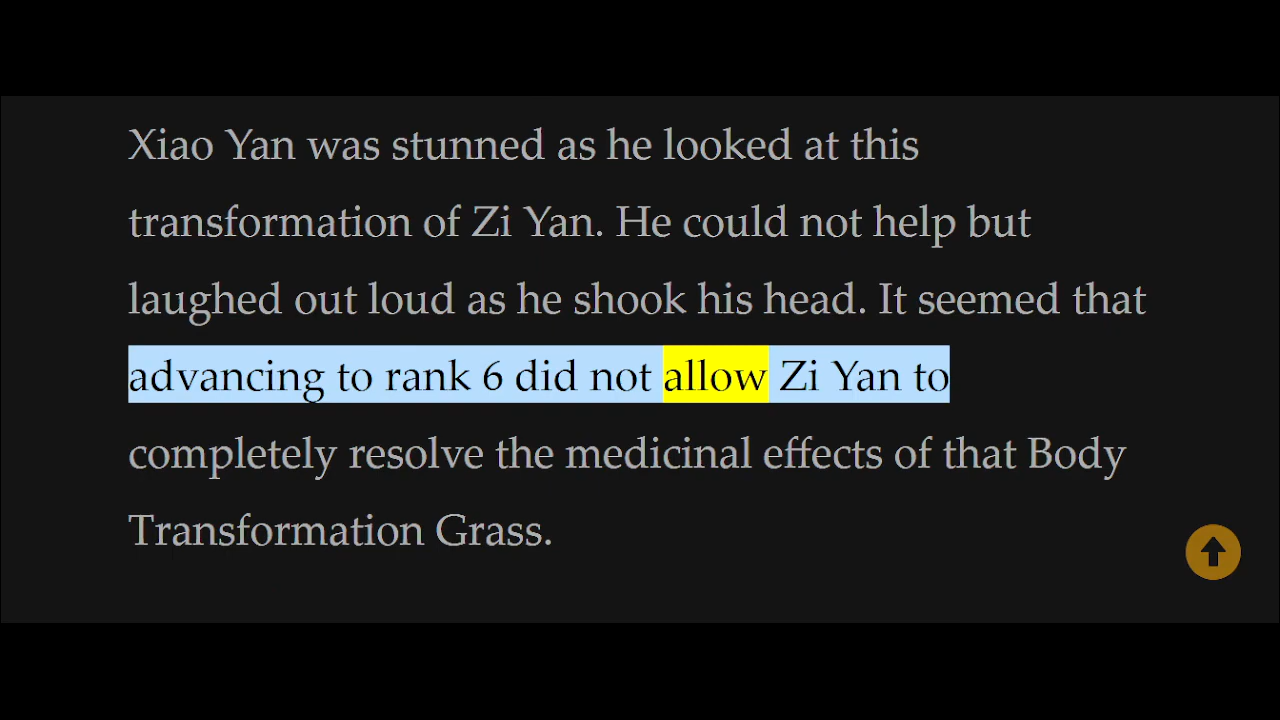 Xiao Yan was stunned as he looked at this
transformation of Zi Yan. He could not help but
laughed out loud as he shook his head. It seemed that
advancing to rank 6 did not allow Zi Yan to
completely resolve the medicinal effects of that Body
Transformation Grass.